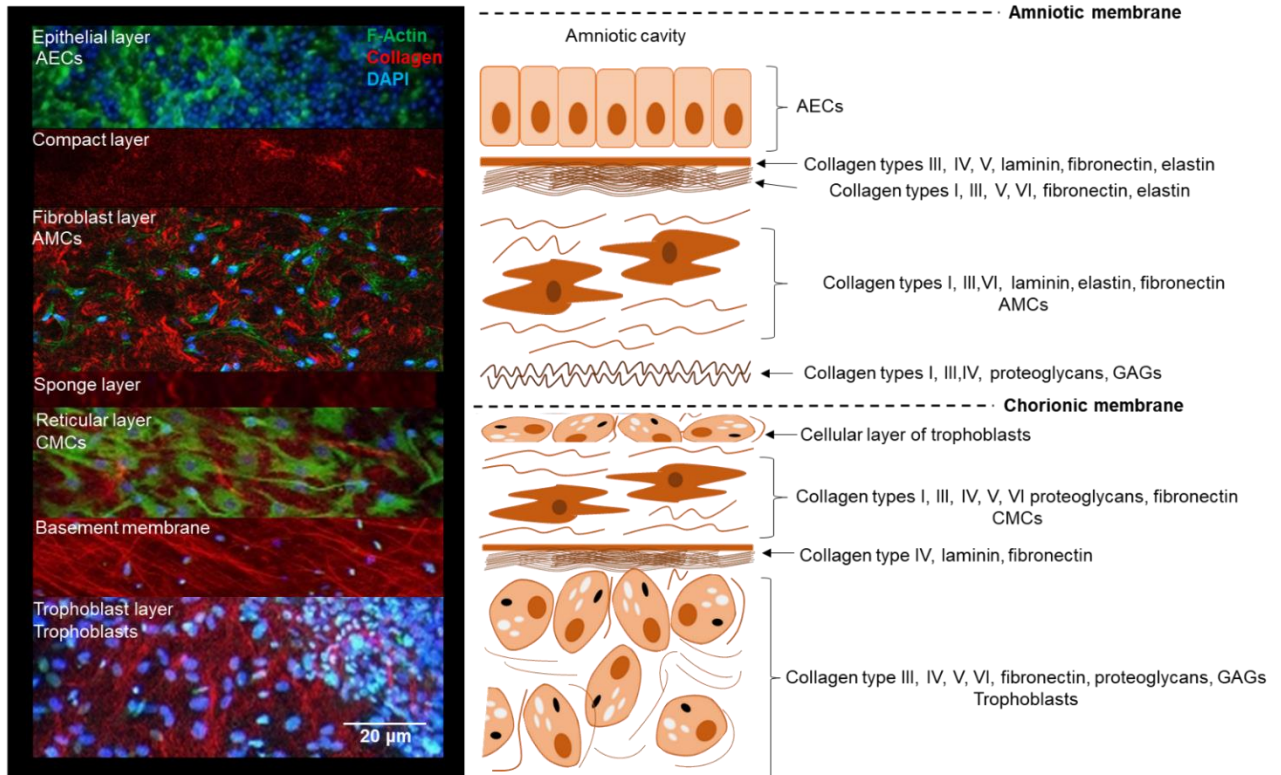 Epithelial layer
AECs
F-Actin
Collagen
DAPI
Compact layer
Fibroblast layer
AMCs
Sponge layer
Reticular layer
CMCs
Basement membrane
Trophoblast layer
Trophoblasts
20 µm
Amniotic membrane
Amniotic cavity
AECs
Collagen types III, IV, V, laminin, fibronectin, elastin
Collagen types I, III, V, VI, fibronectin, elastin
Collagen types I, III,VI, laminin, elastin, fibronectin
AMCs
Collagen types I, III,IV, proteoglycans, GAGs
Chorionic membrane
Cellular layer of trophoblasts
Collagen types I, III, IV, V, VI proteoglycans, fibronectin
CMCs
Collagen type IV, laminin, fibronectin
Collagen type III, IV, V, VI, fibronectin, proteoglycans, GAGs
Trophoblasts